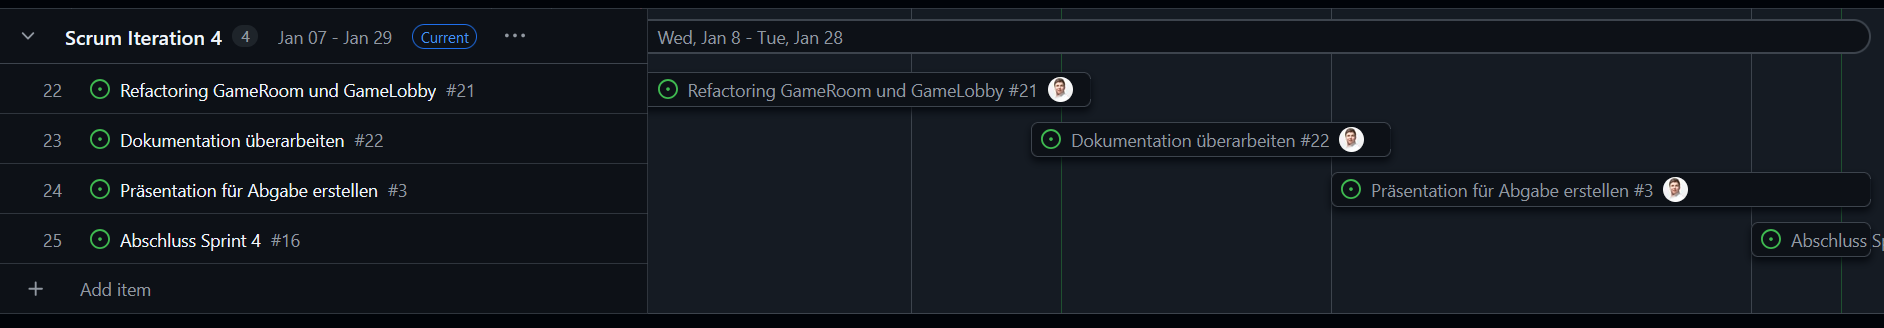 Scrum Iteration 4 4 Jan 07 - Jan 29 Current ···
Wed, Jan 8 - Tue, Jan 28
22 Refactoring GameRoom und GameLobby #21
Refactoring GameRoom und GameLobby #21
23 Dokumentation überarbeiten #22
Dokumentation überarbeiten #22
24 Präsentation für Abgabe erstellen #3
Präsentation für Abgabe erstellen #3
25 Abschluss Sprint 4 #16
Abschluss Sp
+ Add item